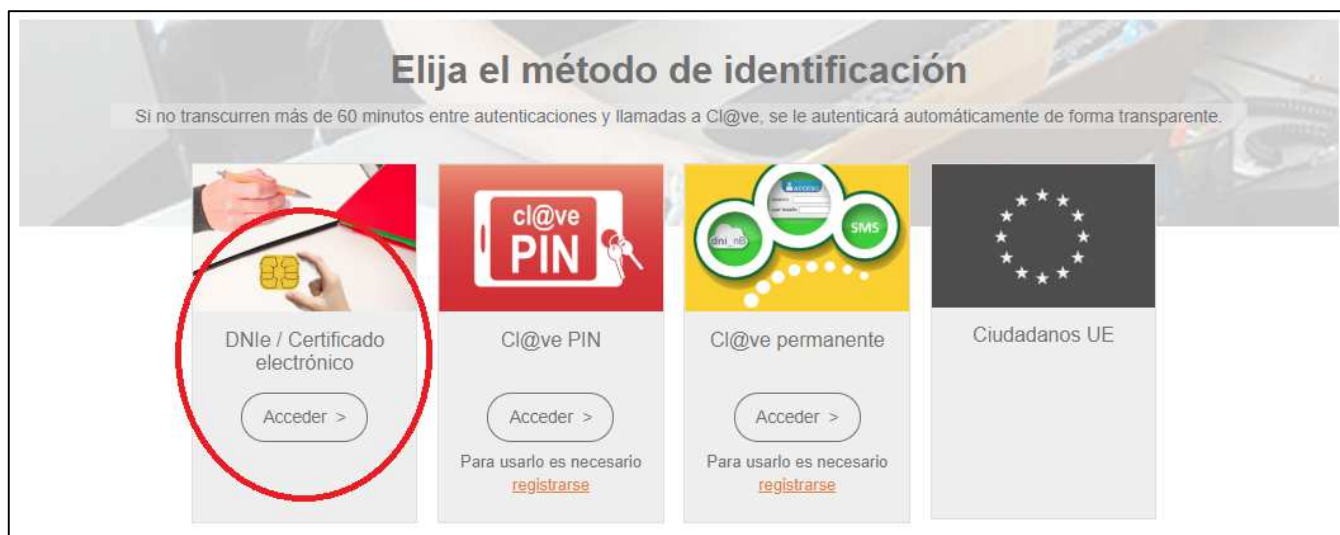 Elija el método de identificación
Si no transcurren más de 60 minutos entre autenticaciones y llamadas a Cl@ve, se le autenticará automáticamente de forma transparente.
cl@ve
PIN
dni_nB
ACCESO
SMS
DNIe / Certificado
electrónico
Acceder >
Cl@ve PIN
Acceder >
Para usarlo es necesario
registrarse
Cl@ve permanente
Acceder >
Para usarlo es necesario
registrarse
Ciudadanos UE